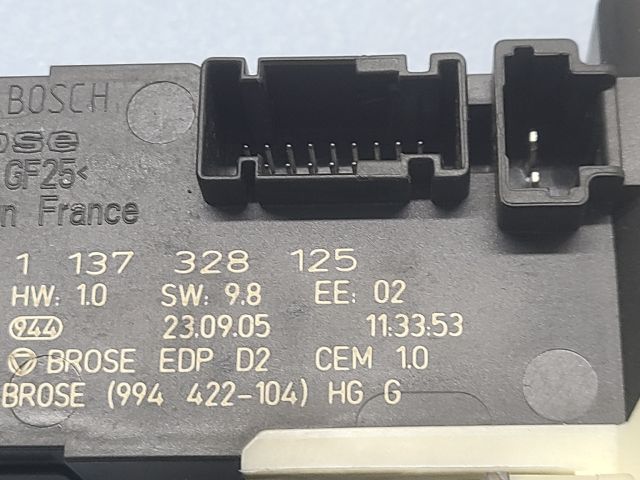 BOSCH
GF25<
France
1 137 328 125
HW: 1.0 SW: 9.8 EE: 02
944 23.09.05 11:33:53
BROSE EDP D2 CEM 1.0
BROSE (994 422-104) HG G